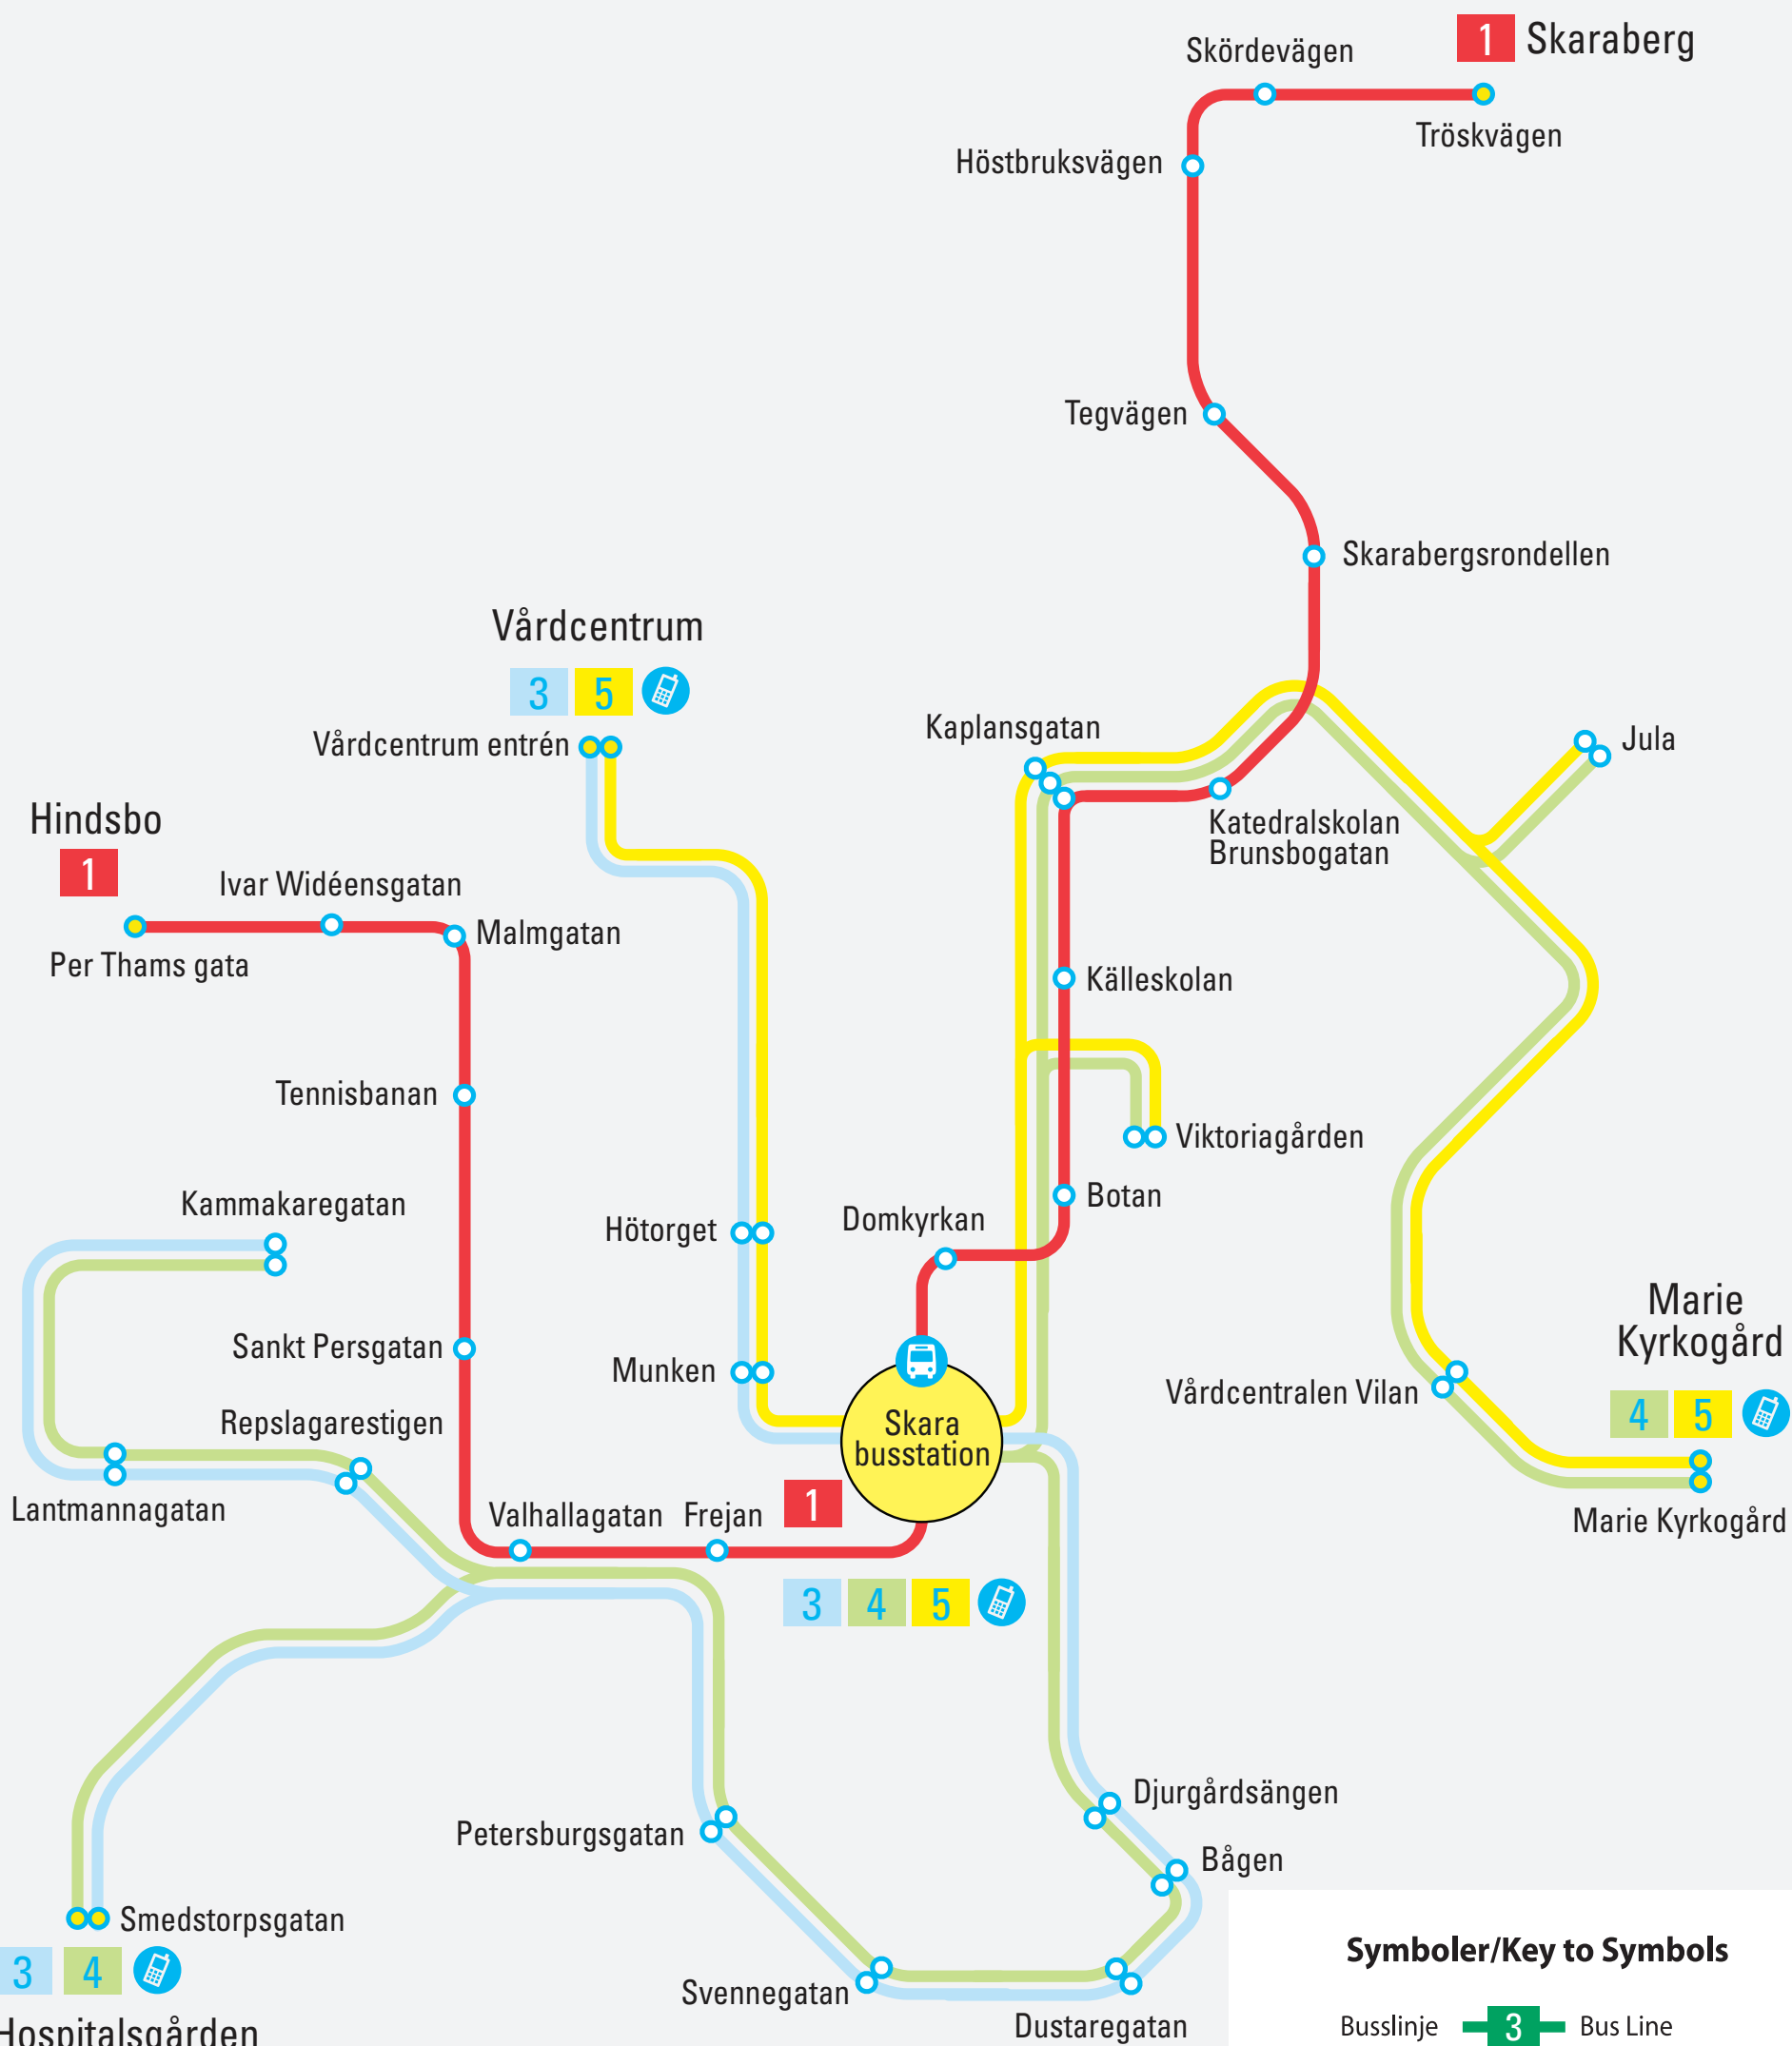 1 Skaraberg
Skördevägen
Tröskvägen
Höstbruksvägen
Tegvägen
Skarabergsrondellen
Vårdcentrum
3 5
Vårdcentrum entrén
Kaplansgatan
Jula
Katedralskolan
Brunsbogatan
Hindsbo
1
Ivar Widéensgatan
Malmgatan
Per Thams gata
Källeskolan
Tennisbanan
Viktoriagården
Kammakaregatan
Botan
Hötorget
Domkyrkan
Sankt Persgatan
Munken
Marie
Kyrkogård
4 5
Vårdcentralen Vilan
Skara
busstation
Repslagarestigen
Lantmannagatan
Valhallagatan
Frejan
1
Marie Kyrkogård
3 4 5
Djurgårdsängen
Petersburgsgatan
Bågen
Smedstorpsgatan
3 4
Hospitalsgården
Svennegatan
Dustaregatan
Symboler/Key to Symbols
Busslinje 3 Bus Line